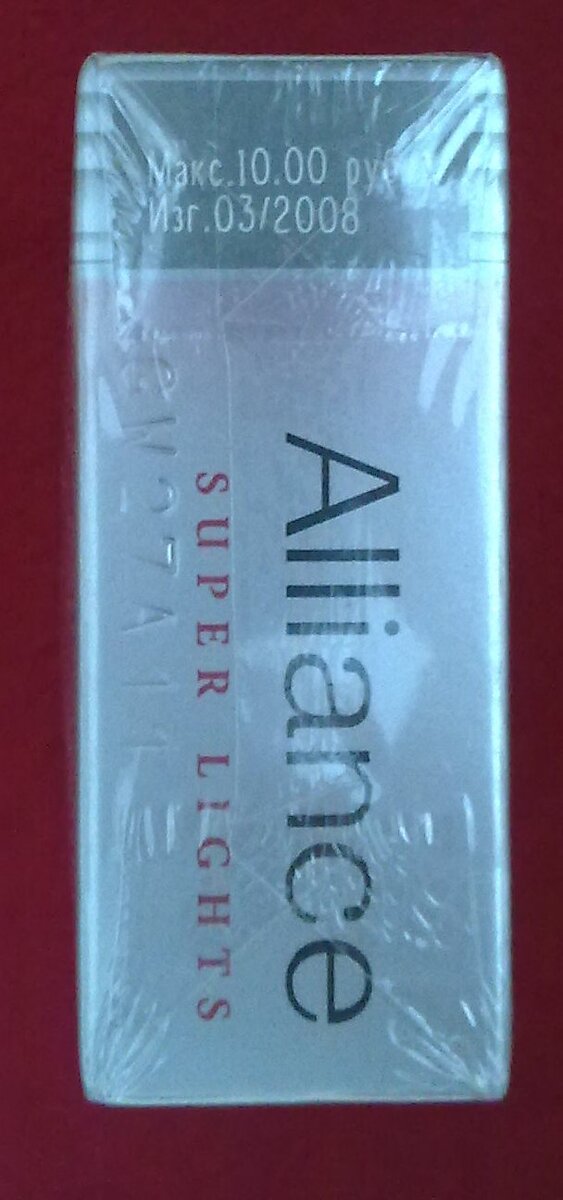 Макс.10.00 руб
Изг.03/2008
Alliance
SUPER LIGHTS